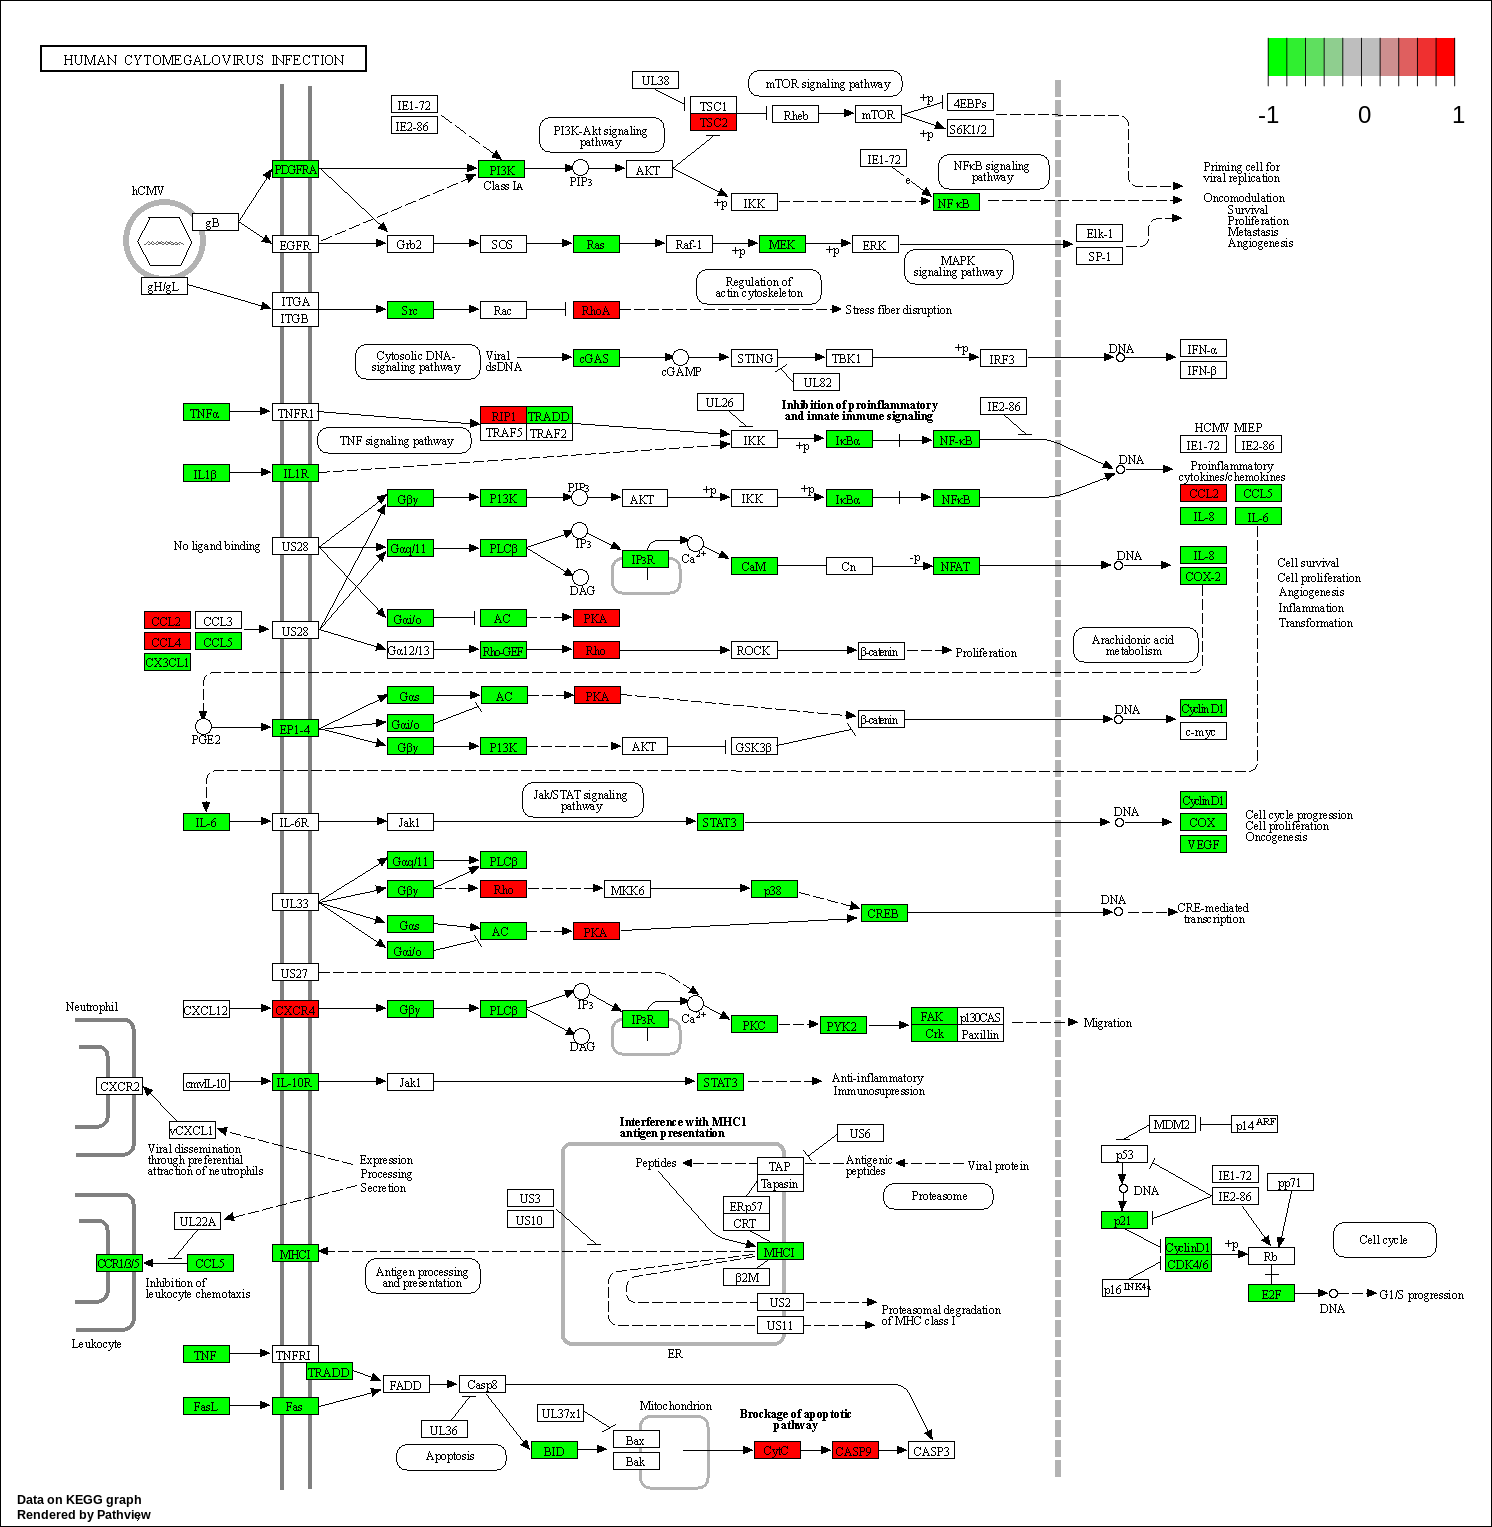 HUMAN CYTOMEGALOVIRUS INFECTION
-1 0 1
UL38
mTOR signaling pathway
IE1-72
IE2-86
TSC1
TSC2
Rheb
mTOR
+p
4EBPs
S6K1/2
+p
PI3K-Akt signaling
pathway
PDGFRA
PI3K
Class IA
PIP3
AKT
IE1-72
NFκB signaling
pathway
Priming cell for
viral replication
hCMV
gB
+p
IKK
e
NFκB
Oncomodulation
Survival
Proliferation
Metastasis
Angiogenesis
EGFR
Grb2
SOS
Ras
Raf-1
+p
MEK
+p
ERK
Elk-1
SP-1
MAPK
signaling pathway
gH/gL
Regulation of
actin cytoskeleton
ITGA
ITGB
Src
Rac
RhoA
Stress fiber disruption
Cytosolic DNA-
signaling pathway
Viral
dsDNA
cGAS
cGAMP
STING
TBK1
+p
IRF3
DNA
IFN-α
IFN-β
UL82
TNFα
TNFR1
RIP1
TRADD
TRAF5
TRAF2
UL26
Inhibition of proinflammatory
and innate immune signaling
IE2-86
TNF signaling pathway
IKK
+p
IκBα
NF-κB
HCMV MIEP
IE1-72
IE2-86
IL1β
IL1R
DNA
Proinflammatory
cytokines/chemokines
CCL2
CCL5
IL-8
IL-6
Gβγ
P13K
PIP3
AKT
+p
IKK
+p
IκBα
NFκB
No ligand binding
US28
Gαq/11
PLCβ
IP3
DAG
IP3R
Ca2+
CaM
Cn
-p
NFAT
DNA
IL-8
COX-2
Cell survival
Cell proliferation
Angiogenesis
Inflammation
Transformation
CCL2
CCL3
CCL4
CCL5
CX3CL1
US28
Gαi/o
AC
PKA
Gα12/13
Rho-GEF
Rho
ROCK
β-catenin
Proliferation
Arachidonic acid
metabolism
PGE2
EP1-4
Gαs
AC
PKA
Gαi/o
Gβγ
P13K
AKT
GSK3β
β-catenin
DNA
CyclinD1
c-myc
Jak/STAT signaling
pathway
IL-6
IL-6R
Jak1
STAT3
DNA
CyclinD1
COX
VEGF
Cell cycle progression
Cell proliferation
Oncogenesis
UL33
Gαq/11
PLCβ
Gβγ
Rho
MKK6
p38
CREB
DNA
CRE-mediated
transcription
Gαs
AC
PKA
Gαi/o
US27
CXCL12
CXCR4
Gβγ
PLCβ
IP3
DAG
IP3R
Ca2+
PKC
PYK2
FAK
p130CAS
Crk
Paxillin
Migration
Neutrophil
CXCR2
cmvIL-10
IL-10R
Jak1
STAT3
Anti-inflammatory
Immunosupression
vCXCL1
Viral dissemination
through preferential
attraction of neutrophils
Expression
Processing
Secretion
UL22A
CCR1/3/5
CCL5
Inhibition of
leukocyte chemotaxis
Leukocyte
Interference with MHC1
antigen presentation
US6
Peptides
TAP
Tapasin
Antigenic
peptides
Viral protein
Proteasome
US3
US10
ERp57
CRT
MHCI
MHCI
β2M
Antigen processing
and presentation
US2
US11
Proteasomal degradation
of MHC class I
ER
MDM2
p14ARF
p53
DNA
IE1-72
IE2-86
pp71
p21
CyclinD1
CDK4/6
+p
Rb
Cell cycle
p16INK4a
E2F
DNA
G1/S progression
TNF
TNFRI
TRADD
FADD
Casp8
FasL
Fas
UL36
Apoptosis
UL37x1
Mitochondrion
BID
Bax
Bak
Brockage of apoptotic
pathway
CytC
CASP9
CASP3
Data on KEGG graph
Rendered by Pathview